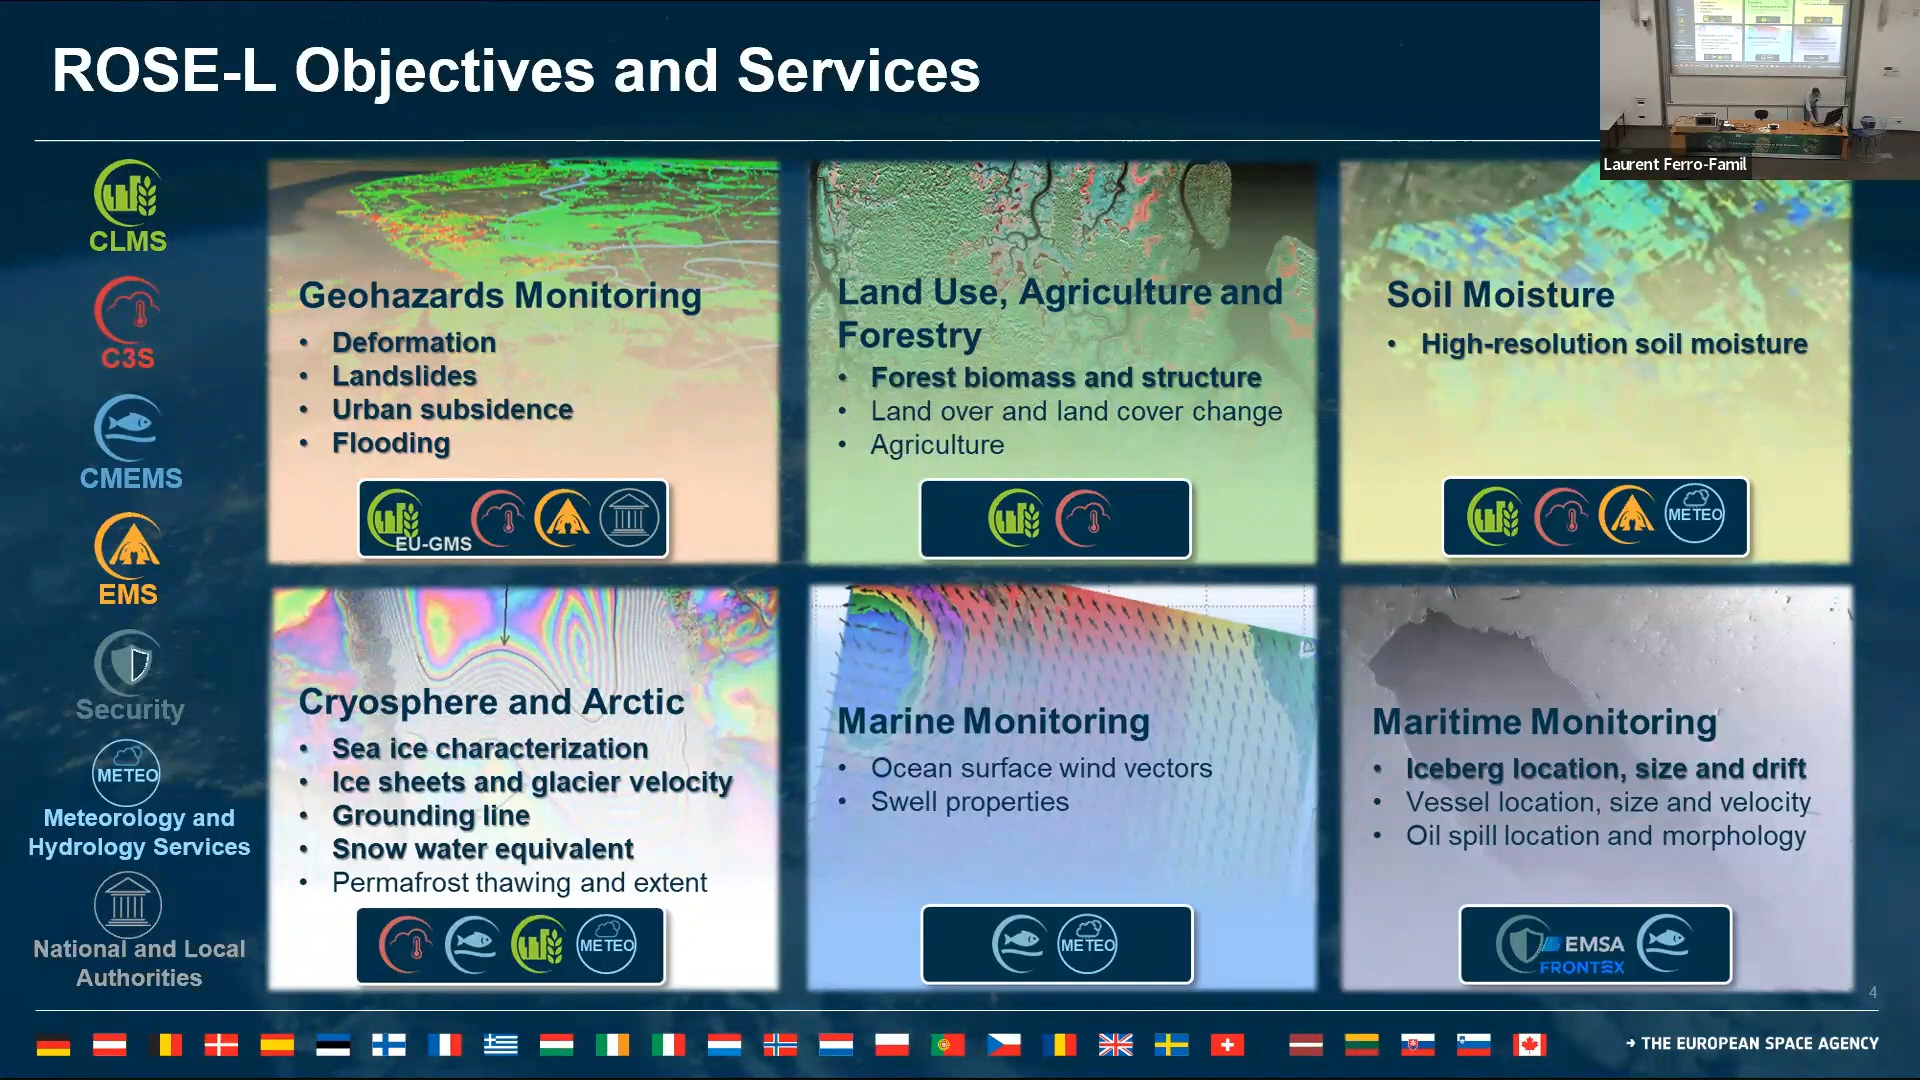 ROSE-L Objectives and Services
Laurent Ferro-Famil
CLMS
C3S
CMEMS
EMS
Security
METEO
Meteorology and
Hydrology Services
National and Local
Authorities
Geohazards Monitoring
• Deformation
• Landslides
• Urban subsidence
• Flooding
EU-GMS
Land Use, Agriculture and
Forestry
• Forest biomass and structure
• Land over and land cover change
• Agriculture
Soil Moisture
• High-resolution soil moisture
METEO
Cryosphere and Arctic
• Sea ice characterization
• Ice sheets and glacier velocity
• Grounding line
• Snow water equivalent
• Permafrost thawing and extent
METEO
Marine Monitoring
• Ocean surface wind vectors
• Swell properties
METEO
Maritime Monitoring
• Iceberg location, size and drift
• Vessel location, size and velocity
• Oil spill location and morphology
EMSA
FRONTEX
4
→ THE EUROPEAN SPACE AGENCY